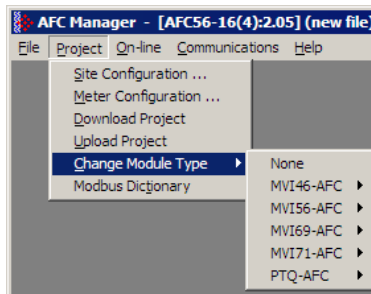 AFC Manager - [AFC56-16(4):2.05] (new file)
File Project On-line Communications Help
Site Configuration ...
Meter Configuration ...
Download Project
Upload Project
Change Module Type
Modbus Dictionary
None
MVI46-AFC
MVI56-AFC
MVI69-AFC
MVI71-AFC
PTQ-AFC